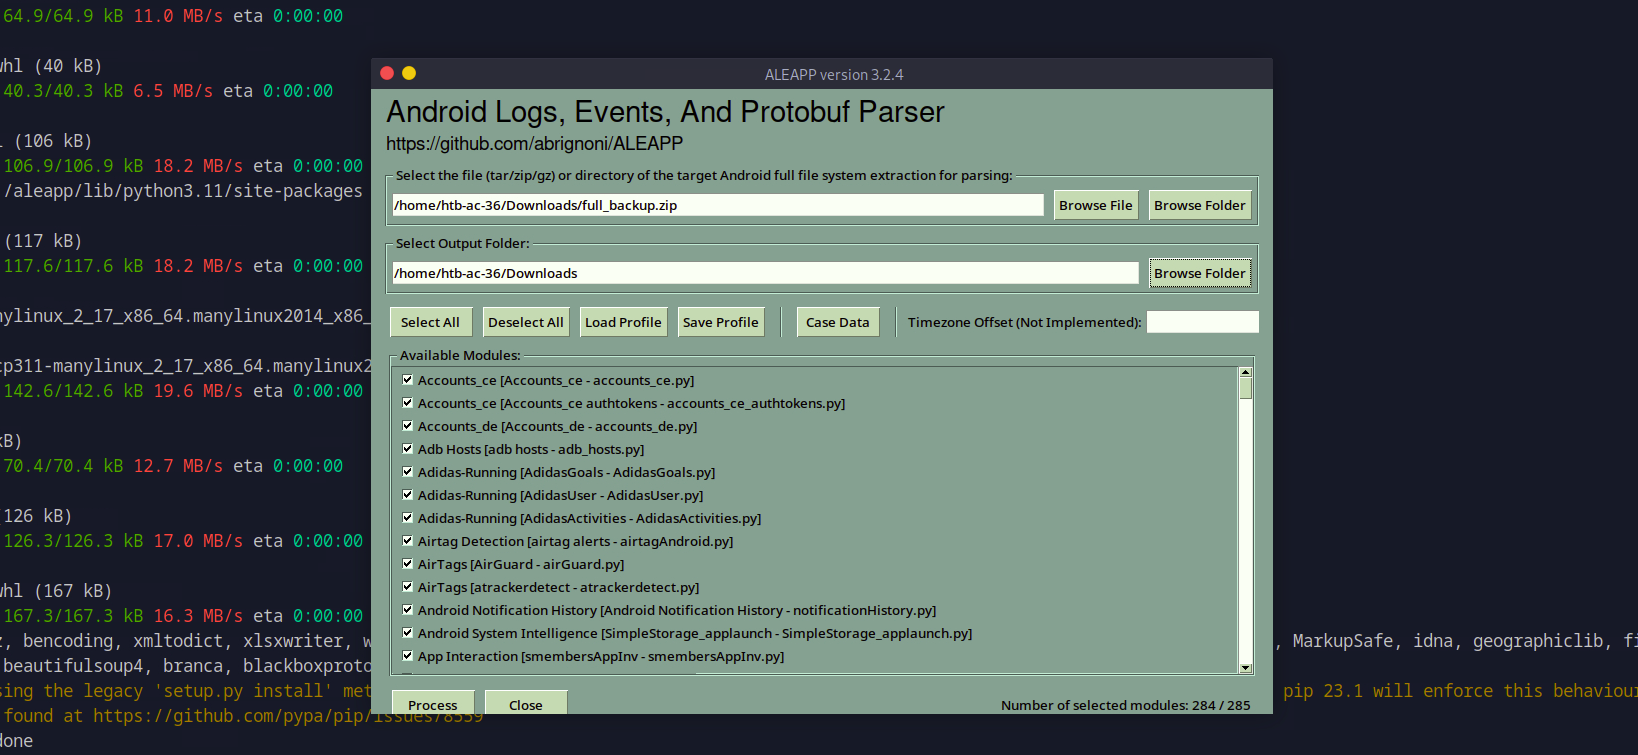 64.9/64.9 kB 11.0 MB/s eta 0:00:00
whl (40 kB)
40.3/40.3 kB 6.5 MB/s eta 0:00:00
(106 kB)
106.9/106.9 kB 18.2 MB/s eta 0:00:00
/aleapp/lib/python3.11/site-packages
(117 kB)
117.6/117.6 kB 18.2 MB/s eta 0:00:00
nylinux_2_17_x86_64.manylinux2014_x86_
cp311-manylinux_2_17_x86_64.manylinux2
142.6/142.6 kB 19.6 MB/s eta 0:00:00
kB)
70.4/70.4 kB 12.7 MB/s eta 0:00:00
(126 kB)
126.3/126.3 kB 17.0 MB/s eta 0:00:00
whl (167 kB)
167.3/167.3 kB 16.3 MB/s eta 0:00:00
z, bencoding, xmltodict, xlsxwriter, w , MarkupSafe, idna, geographiclib, fi
beautifulsoup4, branca, blackboxproto
sing the legacy 'setup.py install' met pip 23.1 will enforce this behaviour
found at https://github.com/pypa/pip/issues/8559
done
ALEAPP version 3.2.4
Android Logs, Events, And Protobuf Parser
https://github.com/abrignoni/ALEAPP
Select the file (tar/zip/gz) or directory of the target Android full file system extraction for parsing:
/home/htb-ac-36/Downloads/full_backup.zip Browse File Browse Folder
Select Output Folder:
/home/htb-ac-36/Downloads Browse Folder
Select All Deselect All Load Profile Save Profile Case Data Timezone Offset (Not Implemented):
Available Modules:
Accounts_ce [Accounts_ce - accounts_ce.py]
Accounts_ce [Accounts_ce authtokens - accounts_ce_authtokens.py]
Accounts_de [Accounts_de - accounts_de.py]
Adb Hosts [adb hosts - adb_hosts.py]
Adidas-Running [AdidasGoals - AdidasGoals.py]
Adidas-Running [AdidasUser - AdidasUser.py]
Adidas-Running [AdidasActivities - AdidasActivities.py]
Airtag Detection [airtag alerts - airtagAndroid.py]
AirTags [AirGuard - airGuard.py]
AirTags [atrackerdetect - atrackerdetect.py]
Android Notification History [Android Notification History - notificationHistory.py]
Android System Intelligence [SimpleStorage_applaunch - SimpleStorage_applaunch.py]
App Interaction [smembersAppInv - smembersAppInv.py]
Process Close Number of selected modules: 284 / 285